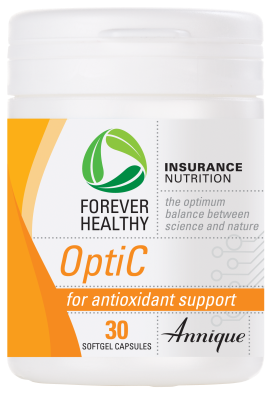 INSURANCE
NUTRITION
FOREVER
HEALTHY
the optimum
balance between
science and nature
OptiC
for antioxidant support
30
SOFTGEL CAPSULES
Annique